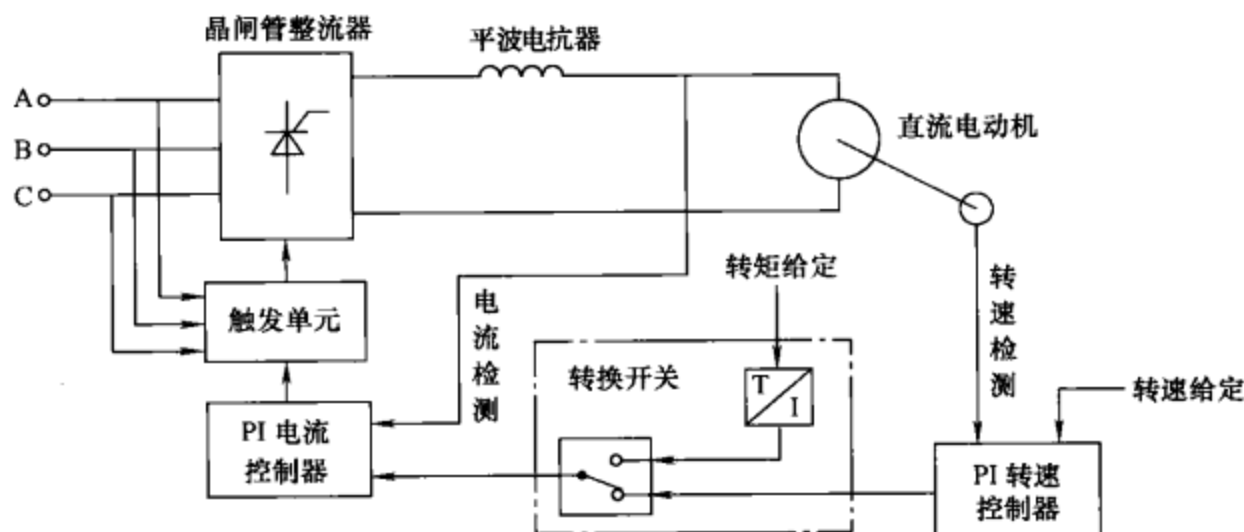 晶闸管整流器
平波电抗器
A
B
C
直流电动机
转矩给定
转速检测
触发单元
电流检测
转换开关
T
I
转速给定
PI 电流
控制器
PI 转速
控制器